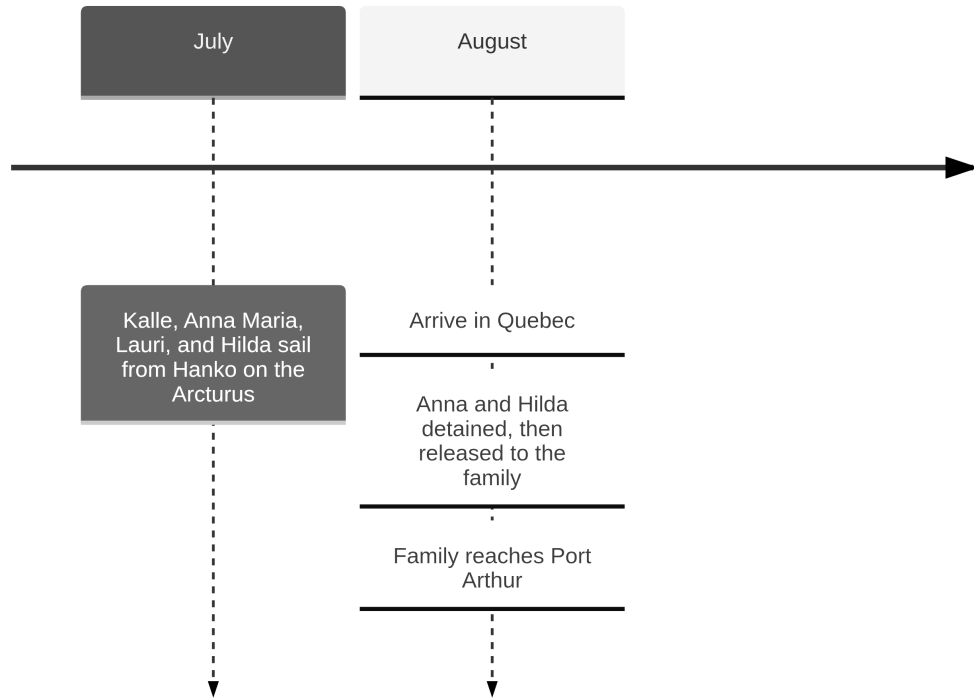 July
August
Kalle, Anna Maria,
Lauri, and Hilda sail
from Hanko on the
Arcturus
Arrive in Quebec
Anna and Hilda
detained, then
released to the
family
Family reaches Port
Arthur